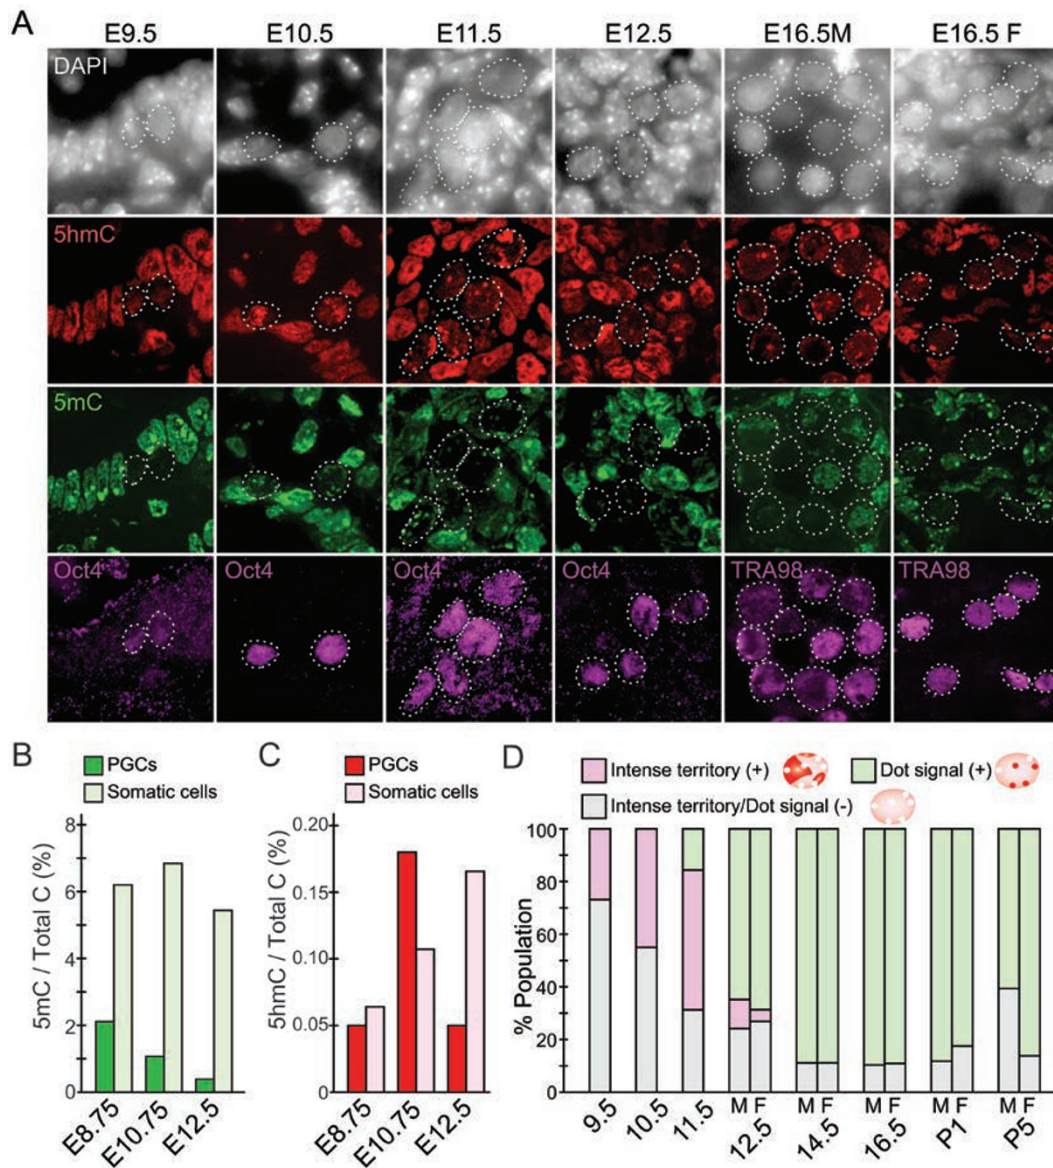 A
E9.5 E10.5 E11.5 E12.5 E16.5M E16.5 F
DAPI
5hmC
5mC
Oct4 Oct4 Oct4 Oct4 TRA98 TRA98
B
PGCs
Somatic cells
5mC / Total C (%)
8
6
4
2
0
E8.75 E10.75 E12.5
C
PGCs
Somatic cells
5hmC / Total C (%)
0.20
0.15
0.10
0.05
0.00
E8.75 E10.75 E12.5
D
Intense territory (+) Dot signal (+)
Intense territory/Dot signal (-)
% Population
100
80
60
40
20
0
M F M F M F M F M F
9.5 10.5 11.5 12.5 14.5 16.5 P1 P5